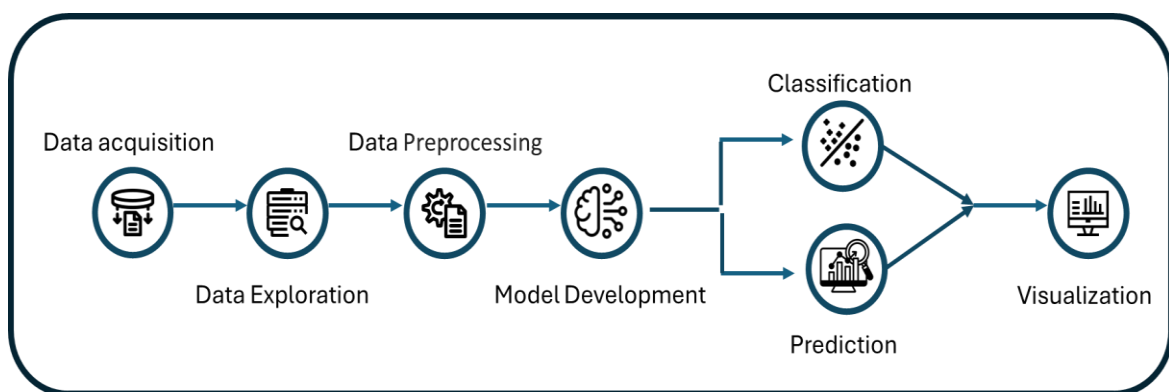 Data acquisition
Data Exploration
Data Preprocessing
Model Development
Classification
Prediction
Visualization